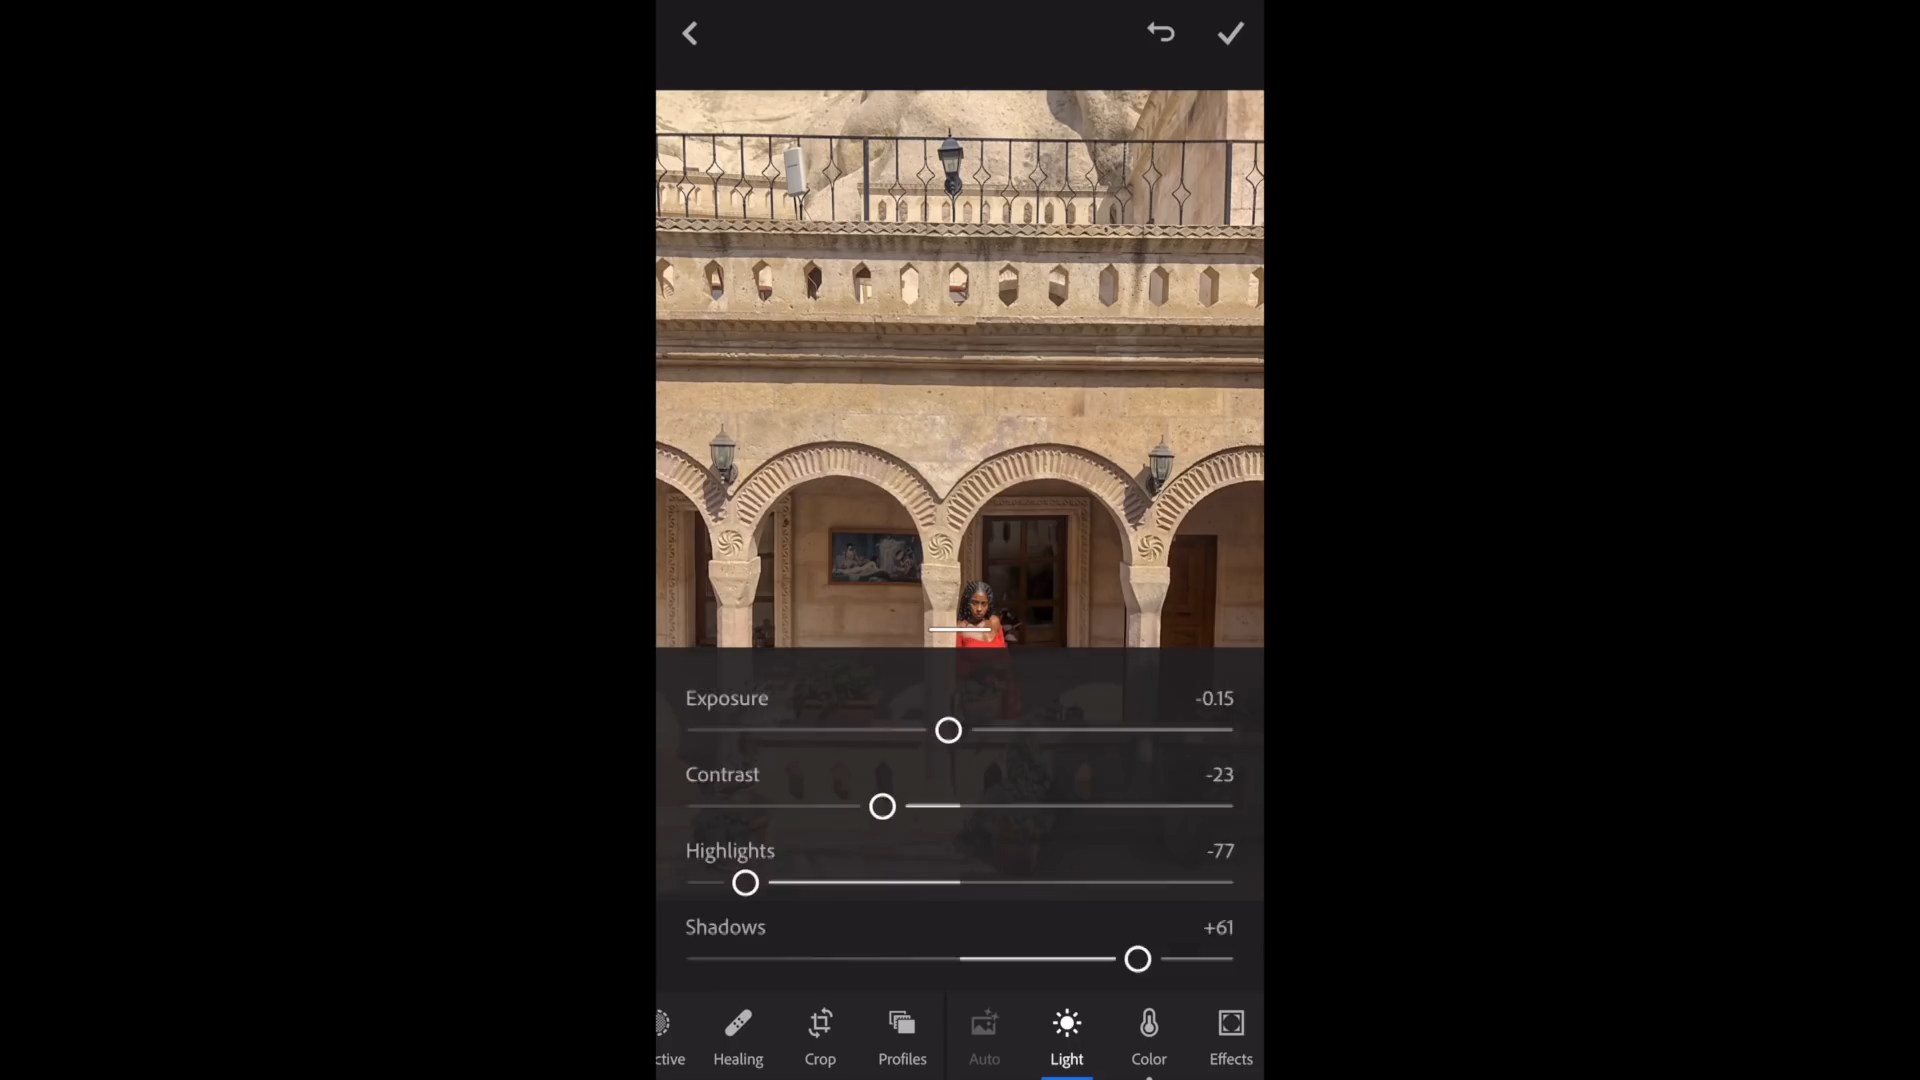 Exposure -0.15
Contrast -23
Highlights -77
Shadows +61
ctive Healing Crop Profiles Auto Light Color Effects